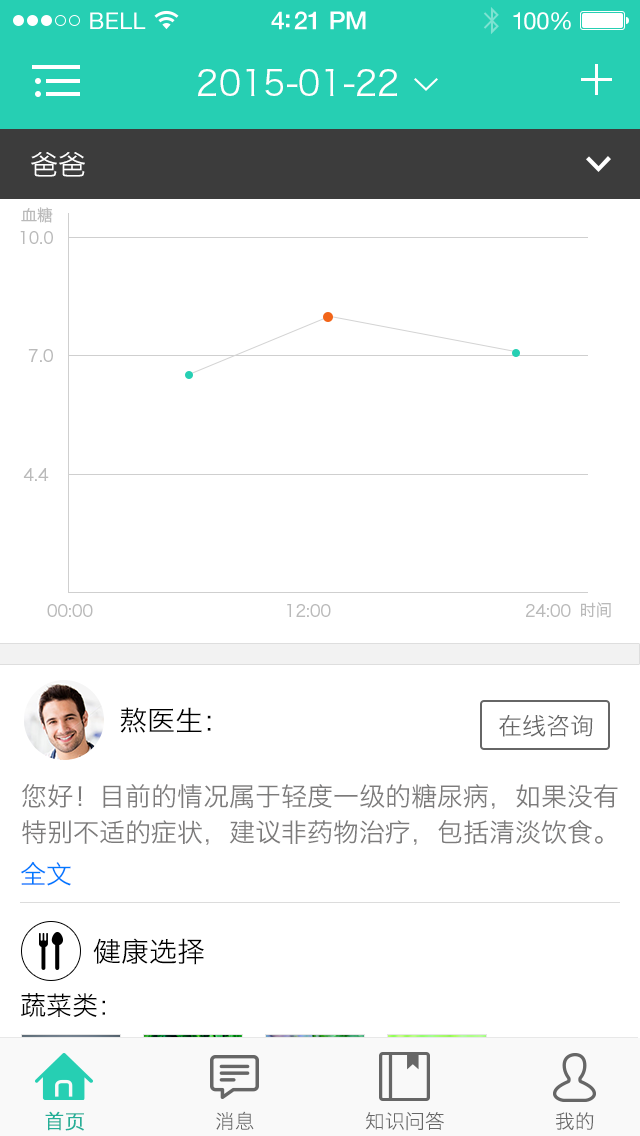 BELL 4:21 PM 100%
2015-01-22
爸爸
血糖
10.0
7.0
4.4
00:00 12:00 24:00 时间
熬医生：
在线咨询
您好！目前的情况属于轻度一级的糖尿病，如果没有
特别不适的症状，建议非药物治疗，包括清淡饮食。
全文
健康选择
蔬菜类：
首页 消息 知识问答 我的